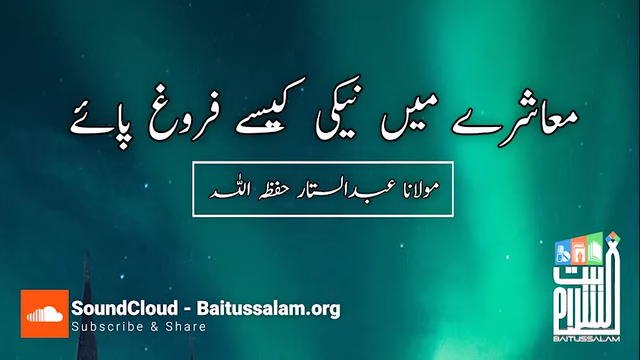 معاشرے میں نیکی کیسے فروغ پائے
مولانا عبدالستار حفظہ اللہ
SoundCloud - Baitussalam.org
Subscribe & Share
بیت السلام
BAITUSSALAM